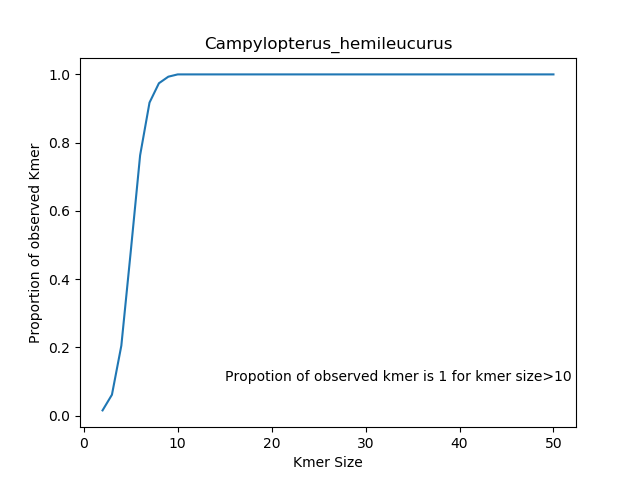 Campylopterus_hemileucurus
1.0
0.8
0.6
0.4
0.2
0.0
Proportion of observed Kmer
Propotion of observed kmer is 1 for kmer size>10
0 10 20 30 40 50
Kmer Size